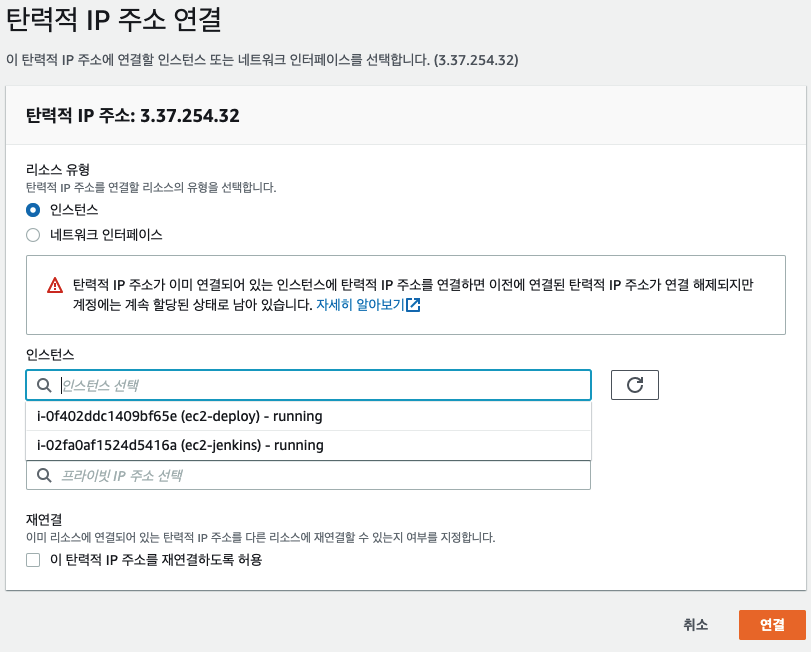 탄력적 IP 주소 연결
이 탄력적 IP 주소에 연결할 인스턴스 또는 네트워크 인터페이스를 선택합니다. (3.37.254.32)
탄력적 IP 주소: 3.37.254.32
리소스 유형
탄력적 IP 주소를 연결할 리소스의 유형을 선택합니다.
인스턴스
네트워크 인터페이스
탄력적 IP 주소가 이미 연결되어 있는 인스턴스에 탄력적 IP 주소를 연결하면 이전에 연결된 탄력적 IP 주소가 연결 해제되지만
계정에는 계속 할당된 상태로 남아 있습니다. 자세히 알아보기
인스턴스
인스턴스 선택
i-0f402ddc1409bf65e (ec2-deploy) - running
i-02fa0af1524d5416a (ec2-jenkins) - running
프라이빗 IP 주소 선택
재연결
이미 리소스에 연결되어 있는 탄력적 IP 주소를 다른 리소스에 재연결할 수 있는지 여부를 지정합니다.
이 탄력적 IP 주소를 재연결하도록 허용
취소
연결